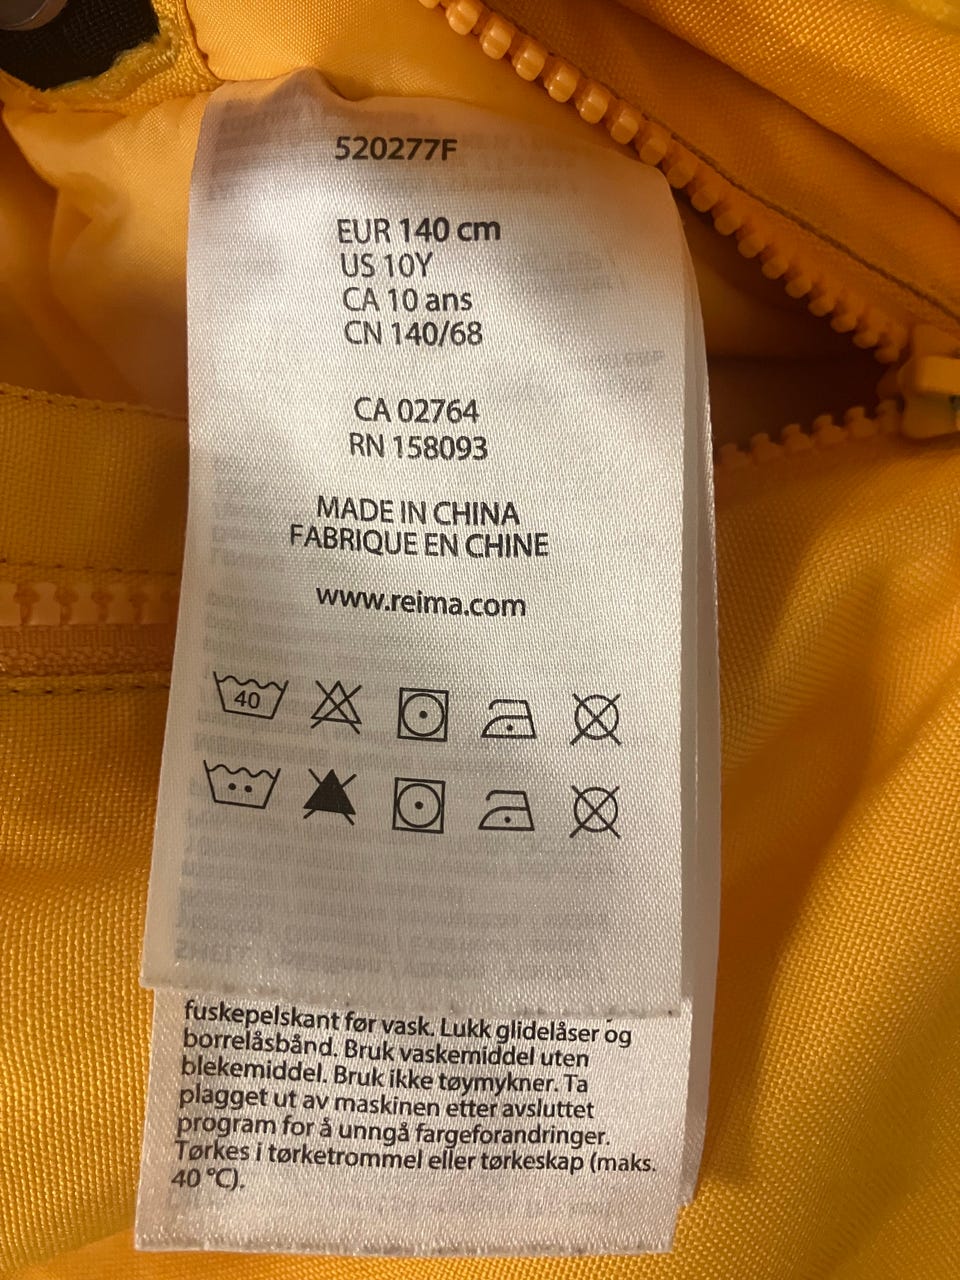 520277F
EUR 140 cm
US 10Y
CA 10 ans
CN 140/68
CA 02764
RN 158093
MADE IN CHINA
FABRIQUE EN CHINE
www.reima.com
40
fuskepelskant før vask. Lukk glidelåser og
borrelåsbånd. Bruk vaskemiddel uten
blekemiddel. Bruk ikke tøymykner. Ta
plagget ut av maskinen etter avsluttet
program for å unngå fargeforandringer.
Tørkes i tørketrommel eller tørkeskap (maks.
40 °C).